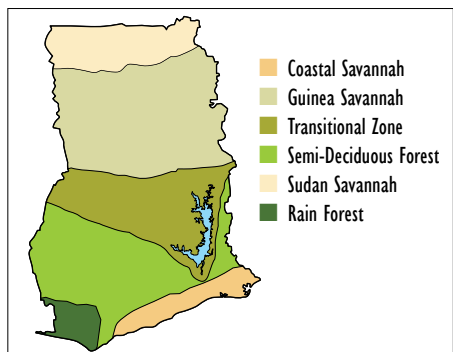 Coastal Savannah
Guinea Savannah
Transitional Zone
Semi-Deciduous Forest
Sudan Savannah
Rain Forest